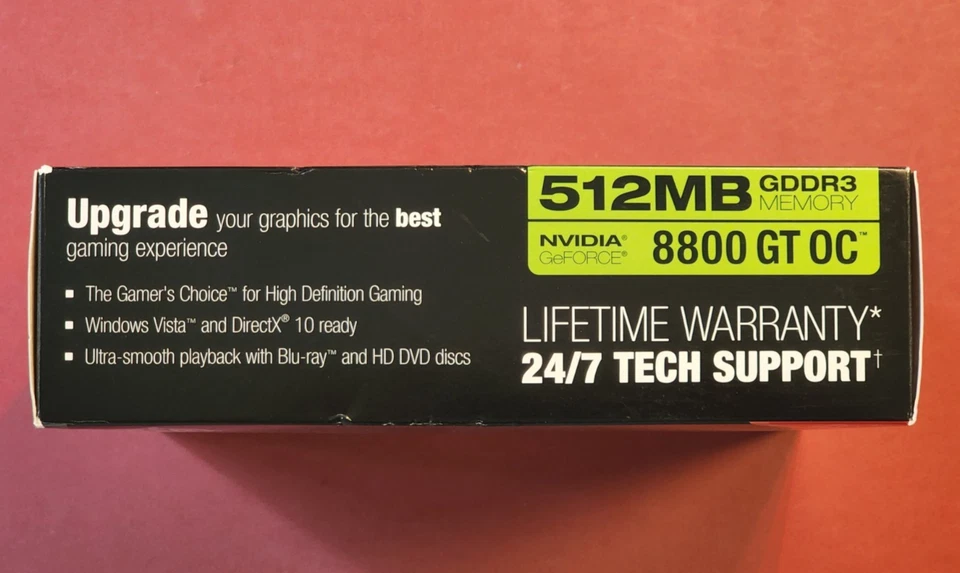 Upgrade your graphics for the best
gaming experience
▪ The Gamer's Choice™ for High Definition Gaming
▪ Windows Vista™ and DirectX® 10 ready
▪ Ultra-smooth playback with Blu-ray™ and HD DVD discs
512MB GDDR3
MEMORY
NVIDIA®
GeFORCE® 8800 GT OC™
LIFETIME WARRANTY*
24/7 TECH SUPPORT†